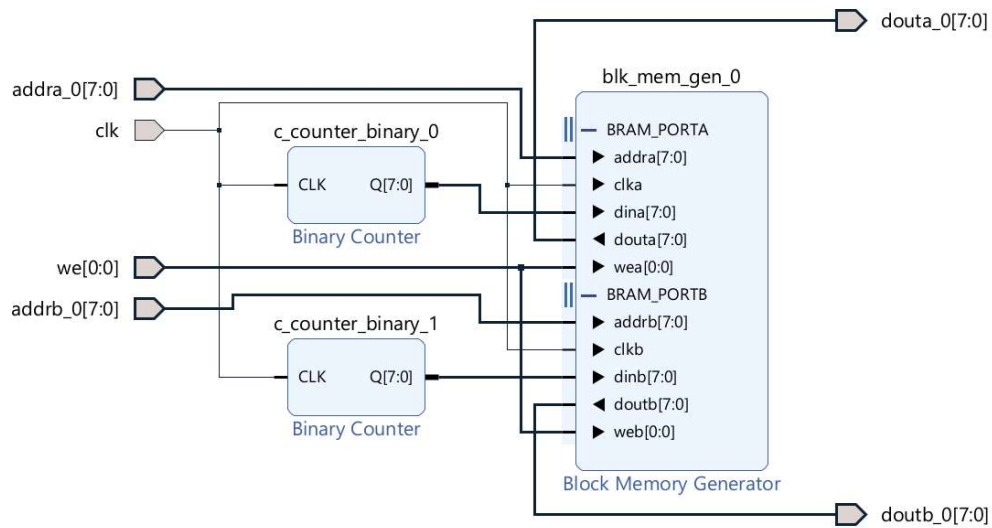 douta_0[7:0]
blk_mem_gen_0
addra_0[7:0]
clk
c_counter_binary_0
CLK Q[7:0]
Binary Counter
we[0:0]
addrb_0[7:0]
c_counter_binary_1
CLK Q[7:0]
Binary Counter
BRAM_PORTA
addra[7:0]
clka
dina[7:0]
douta[7:0]
wea[0:0]
BRAM_PORTB
addrb[7:0]
clkb
dinb[7:0]
doutb[7:0]
web[0:0]
Block Memory Generator
doutb_0[7:0]